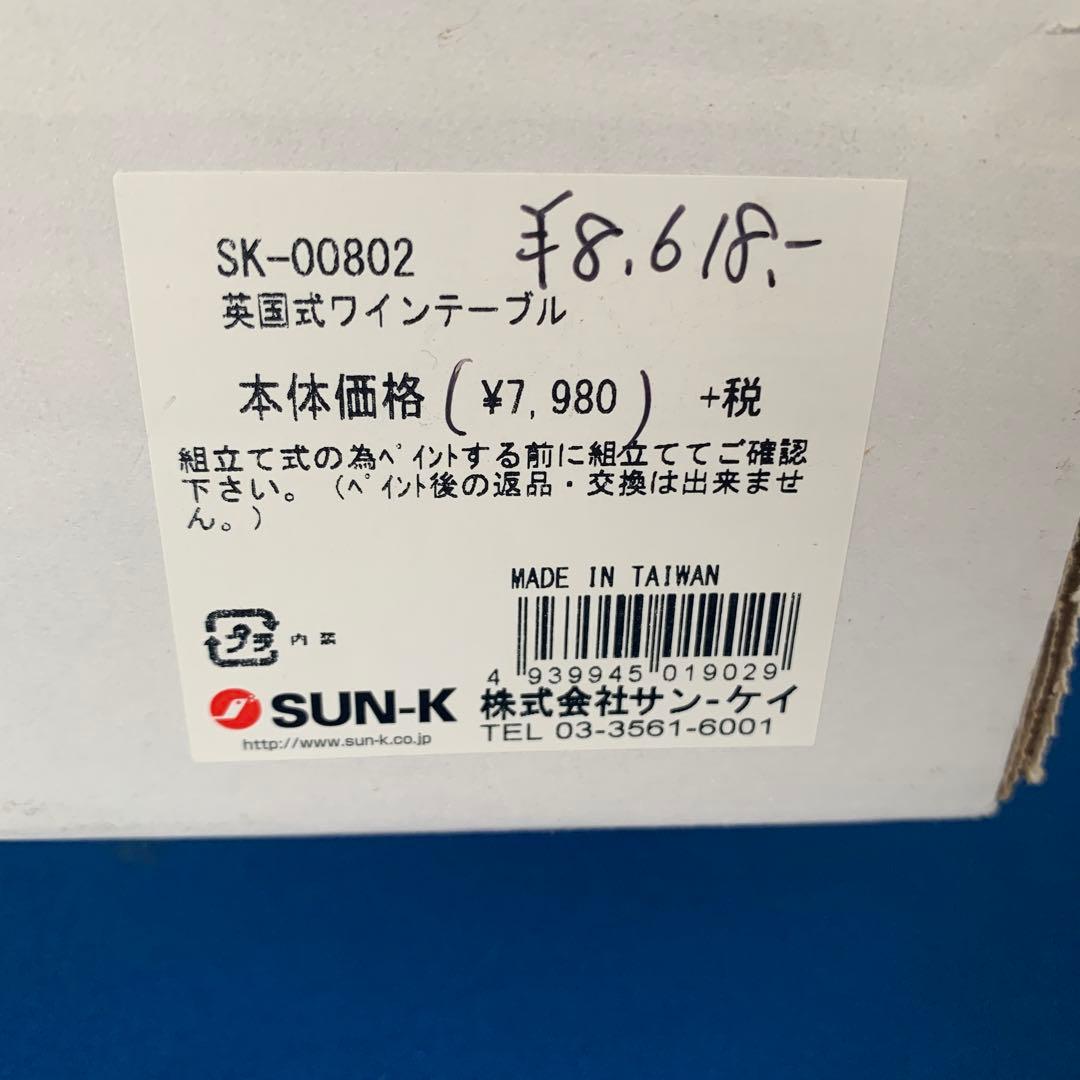 SK-00802
¥8,618.-
英国式ワインテーブル
本体価格(¥7,980) +税
組立て式の為ﾍﾟｲﾝﾄする前に組立ててご確認
下さい。(ﾍﾟｲﾝﾄ後の返品・交換は出来ませ
ん。)
MADE IN TAIWAN
プラ 内装
4 939945 019029
SUN-K 株式会社サン-ケイ
http://www.sun-k.co.jp TEL 03-3561-6001